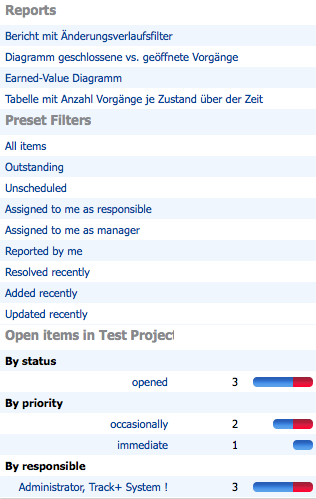 Reports
Bericht mit Änderungsverlaufsfilter
Diagramm geschlossene vs. geöffnete Vorgänge
Earned-Value Diagramm
Tabelle mit Anzahl Vorgänge je Zustand über der Zeit
Preset Filters
All items
Outstanding
Unscheduled
Assigned to me as responsible
Assigned to me as manager
Reported by me
Resolved recently
Added recently
Updated recently
Open items in Test Project
By status
opened 3
By priority
occasionally 2
immediate 1
By responsible
Administrator, Track+ System ! 3